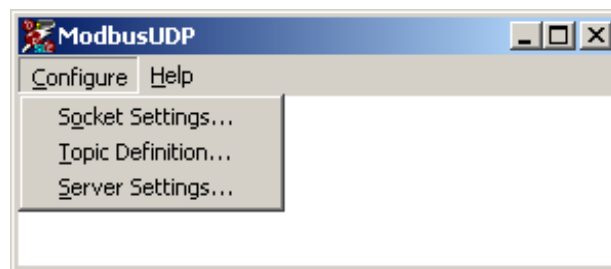 ModbusUDP
Configure Help
Socket Settings...
Topic Definition...
Server Settings...